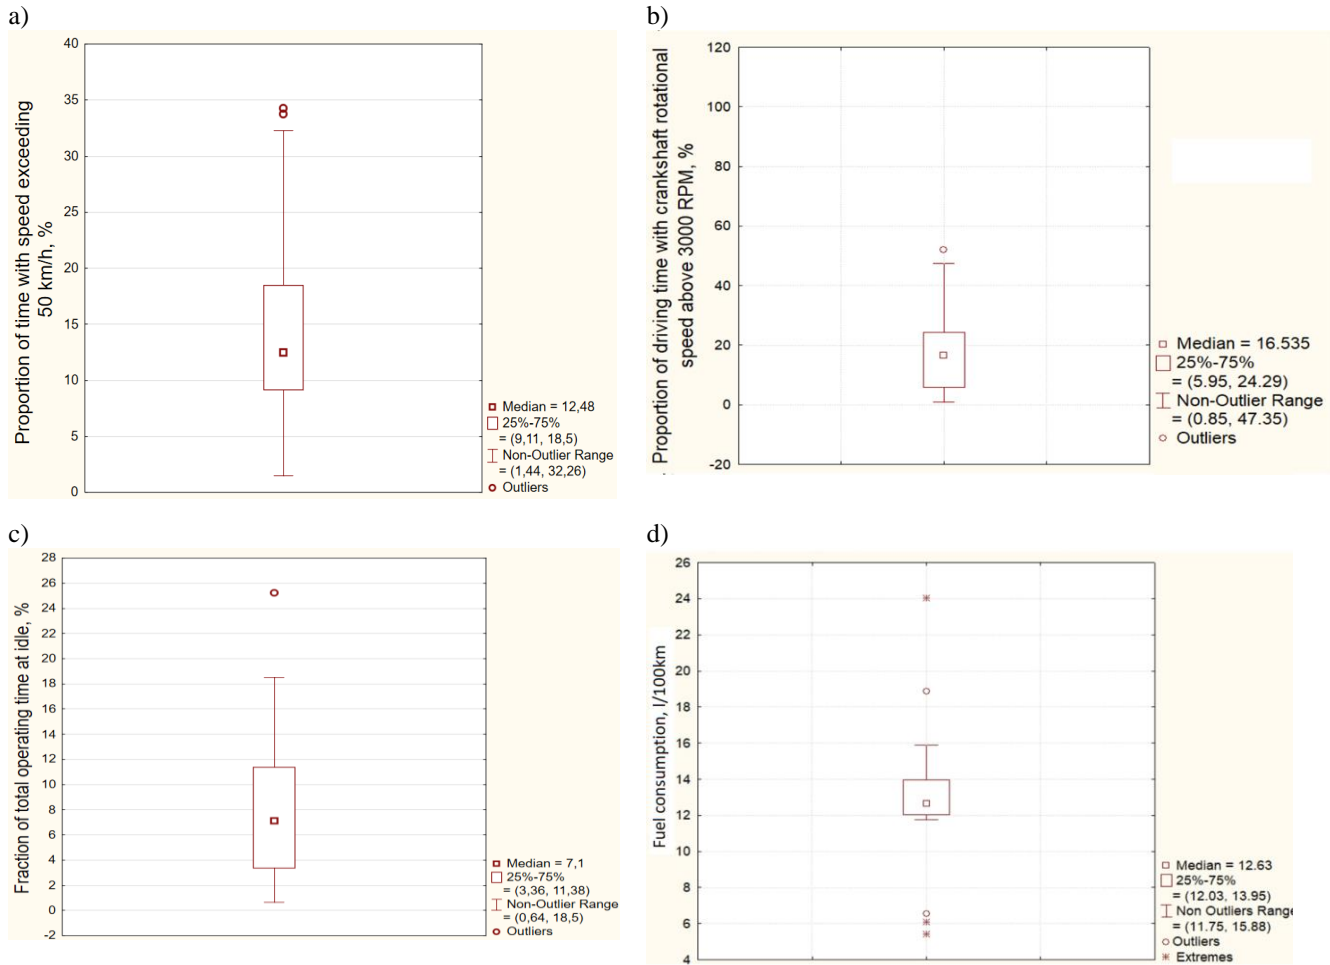 a)
Proportion of time with speed exceeding
50 km/h, %
40
35
30
25
20
15
10
5
0
Median = 12,48
25%-75%
= (9,11, 18,5)
Non-Outlier Range
= (1,44, 32,26)
Outliers
b)
Proportion of driving time with crankshaft rotational
speed above 3000 RPM, %
120
100
80
60
40
20
0
-20
Median = 16.535
25%-75%
= (5.95, 24.29)
Non-Outlier Range
= (0.85, 47.35)
Outliers
c)
Fraction of total operating time at idle, %
28
26
24
22
20
18
16
14
12
10
8
6
4
2
0
-2
Median = 7,1
25%-75%
= (3,36, 11,38)
Non-Outlier Range
= (0,64, 18,5)
Outliers
d)
Fuel consumption, l/100km
26
24
22
20
18
16
14
12
10
8
6
4
Median = 12.63
25%-75%
= (12.03, 13.95)
Non Outliers Range
= (11.75, 15.88)
Outliers
Extremes